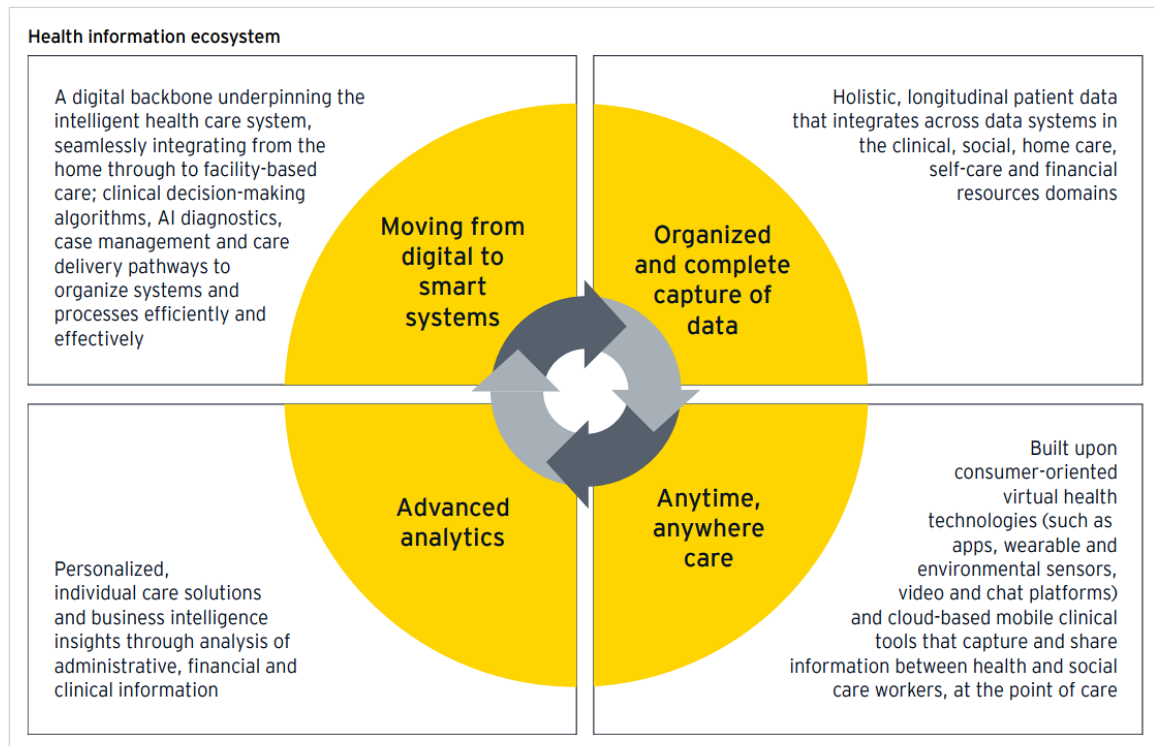 Health information ecosystem
A digital backbone underpinning the
intelligent health care system,
seamlessly integrating from the
home through to facility-based
care; clinical decision-making
algorithms, AI diagnostics,
case management and care
delivery pathways to
organize systems and
processes efficiently and
effectively
Moving from
digital to
smart
systems
Organized
and complete
capture of
data
Holistic, longitudinal patient data
that integrates across data systems in
the clinical, social, home care,
self-care and financial
resources domains
Personalized,
individual care solutions
and business intelligence
insights through analysis of
administrative, financial and
clinical information
Advanced
analytics
Anytime,
anywhere
care
Built upon
consumer-oriented
virtual health
technologies (such as
apps, wearable and
environmental sensors,
video and chat platforms)
and cloud-based mobile clinical
tools that capture and share
information between health and social
care workers, at the point of care